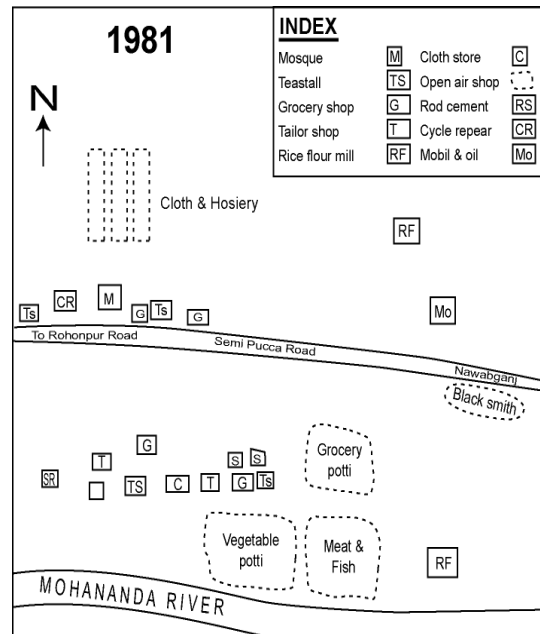 1981
INDEX
Mosque M Cloth store C
Teastall TS Open air shop
Grocery shop G Rod cement RS
Tailor shop T Cycle repear CR
Rice flour mill RF Mobil & oil Mo
N
Cloth & Hosiery
RF
Ts CR M G Ts G Mo
To Rohonpur Road Semi Pucca Road Nawabganj
Black smith
G
T S S
Grocery
potti
SR TS C T G Ts
Vegetable
potti
Meat &
Fish
RF
MOHANANDA RIVER